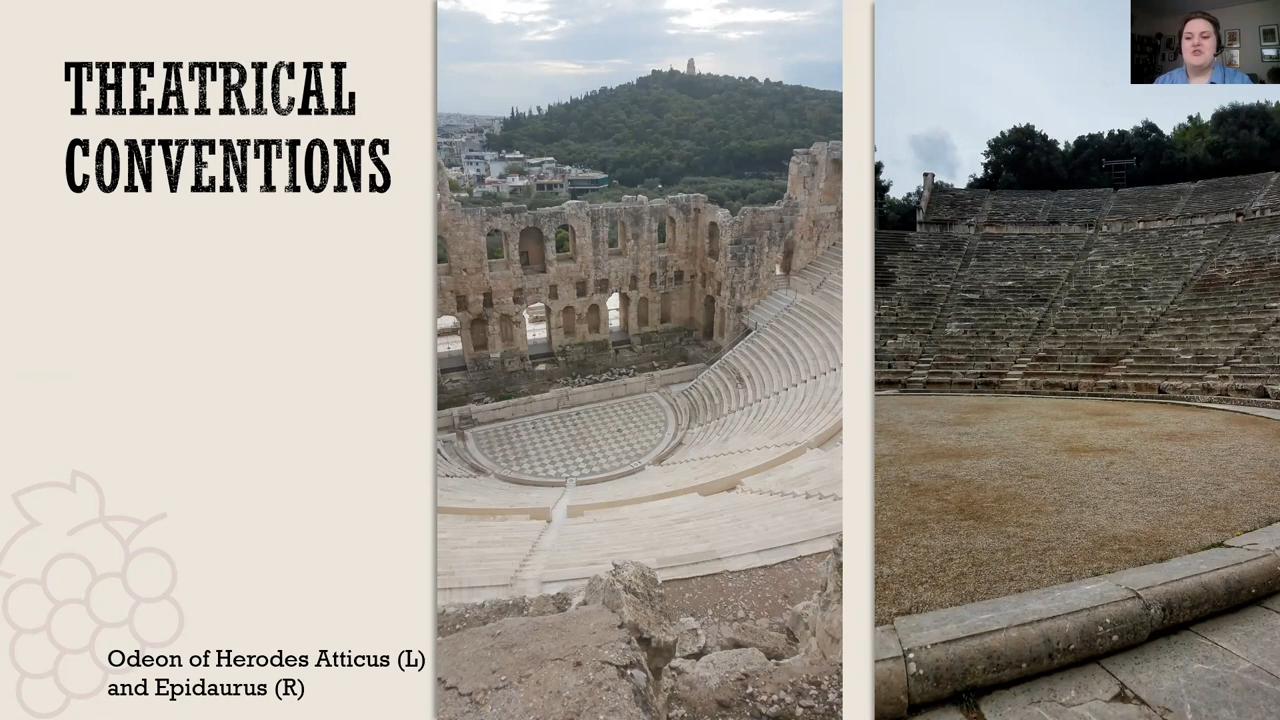 THEATRICAL
CONVENTIONS
Odeon of Herodes Atticus (L)
and Epidaurus (R)